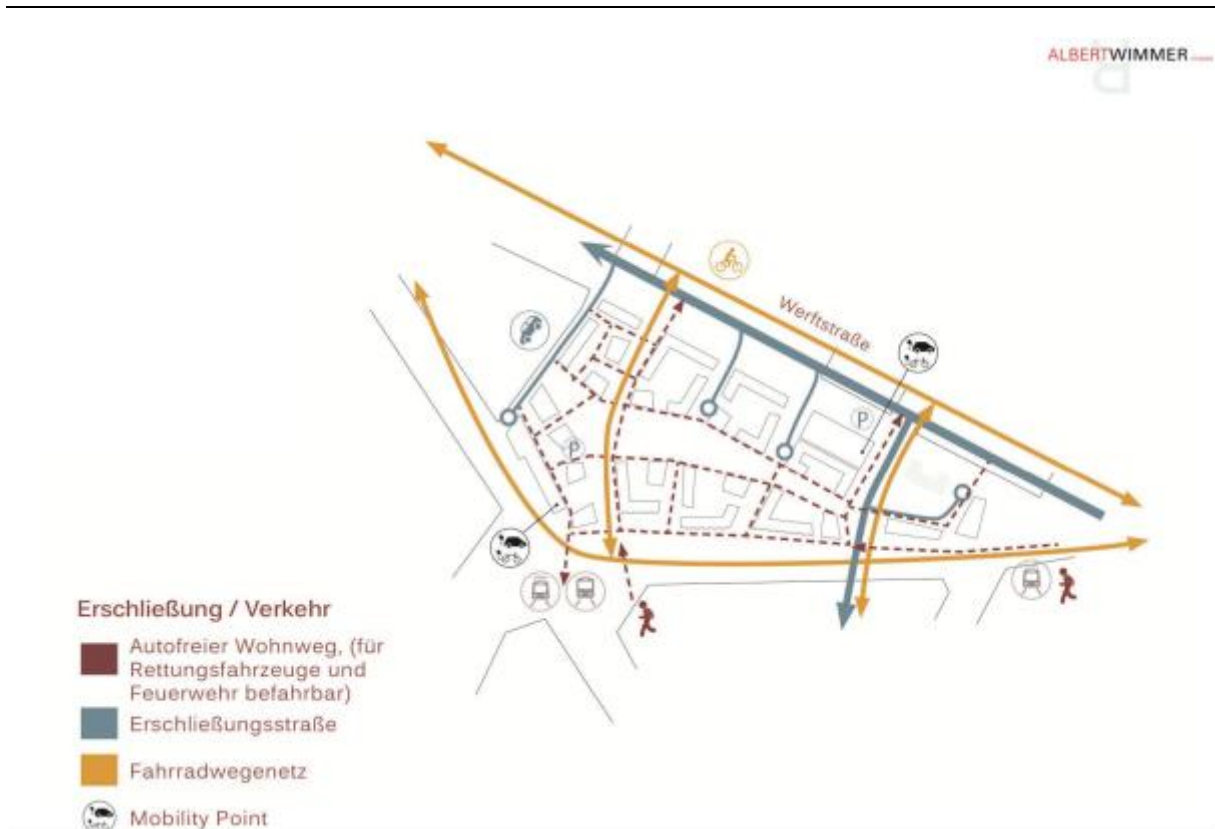 ALBERTWIMMER
Werftstraße
P
P
Erschließung / Verkehr
Autofreier Wohnweg, (für
Rettungsfahrzeuge und
Feuerwehr befahrbar)
Erschließungsstraße
Fahrradwegenetz
Mobility Point